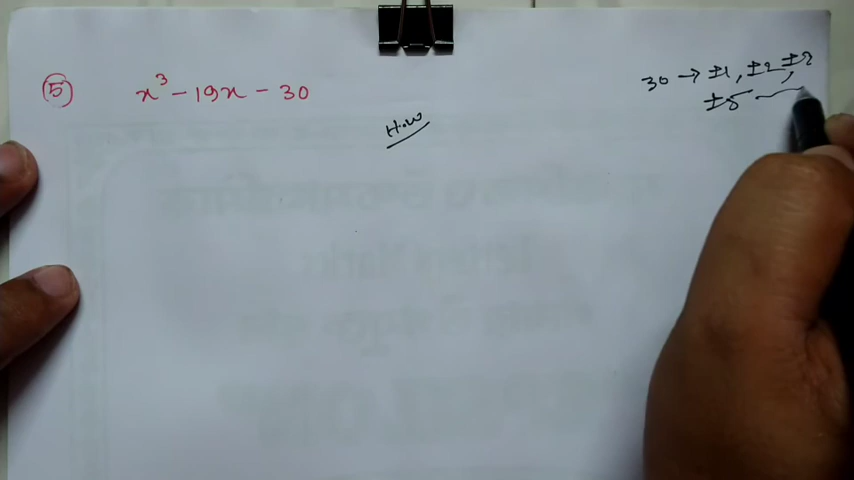 ⑤ x³ - 19x - 30
30 → ±1, ±2, ±3
±5
H.W